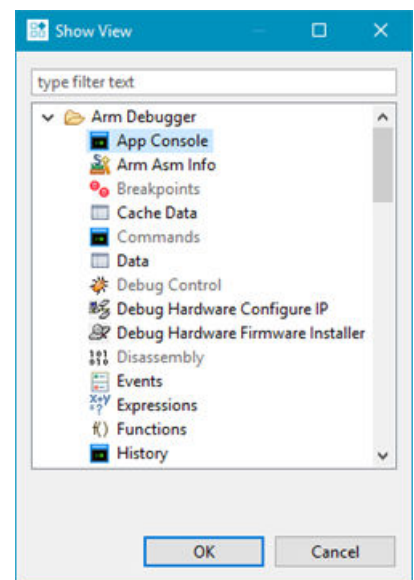 Show View
type filter text
Arm Debugger
App Console
Arm Asm Info
Breakpoints
Cache Data
Commands
Data
Debug Control
Debug Hardware Configure IP
Debug Hardware Firmware Installer
Disassembly
Events
Expressions
Functions
History
OK Cancel